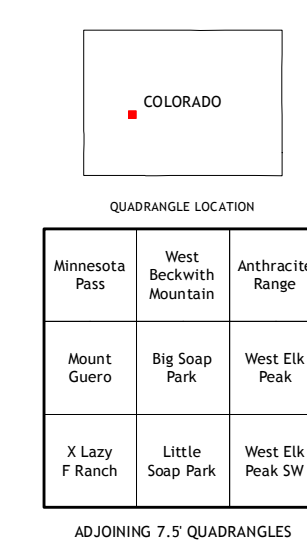 COLORADO
QUADRANGLE LOCATION
Minnesota
Pass
West
Beckwith
Mountain
Anthracite
Range
Mount
Guero
Big Soap
Park
West Elk
Peak
X Lazy
F Ranch
Little
Soap Park
West Elk
Peak SW
ADJOINING 7.5' QUADRANGLES